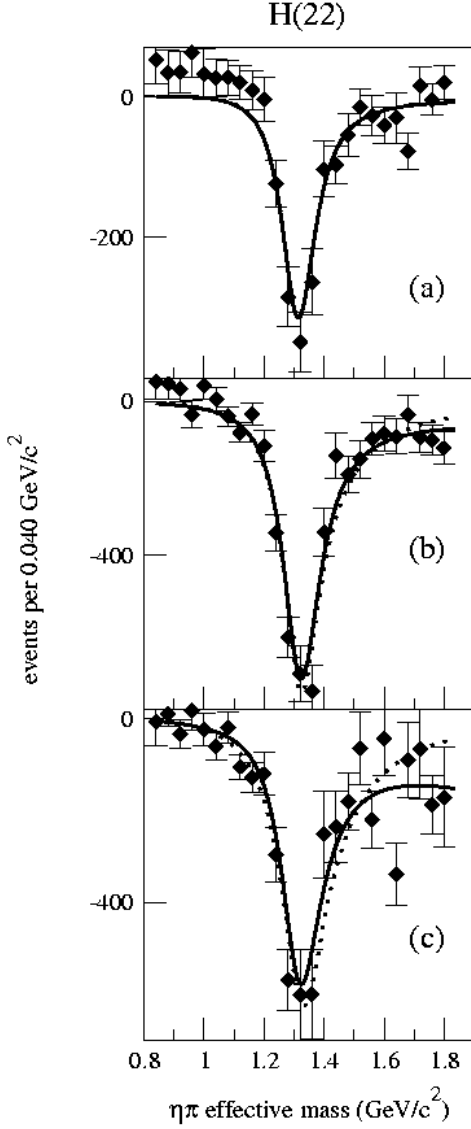 H(22)
0
-200
(a)
0
-400
(b)
0
-400
(c)
events per 0.040 GeV/c²
0.8 1 1.2 1.4 1.6 1.8
ηπ effective mass (GeV/c²)